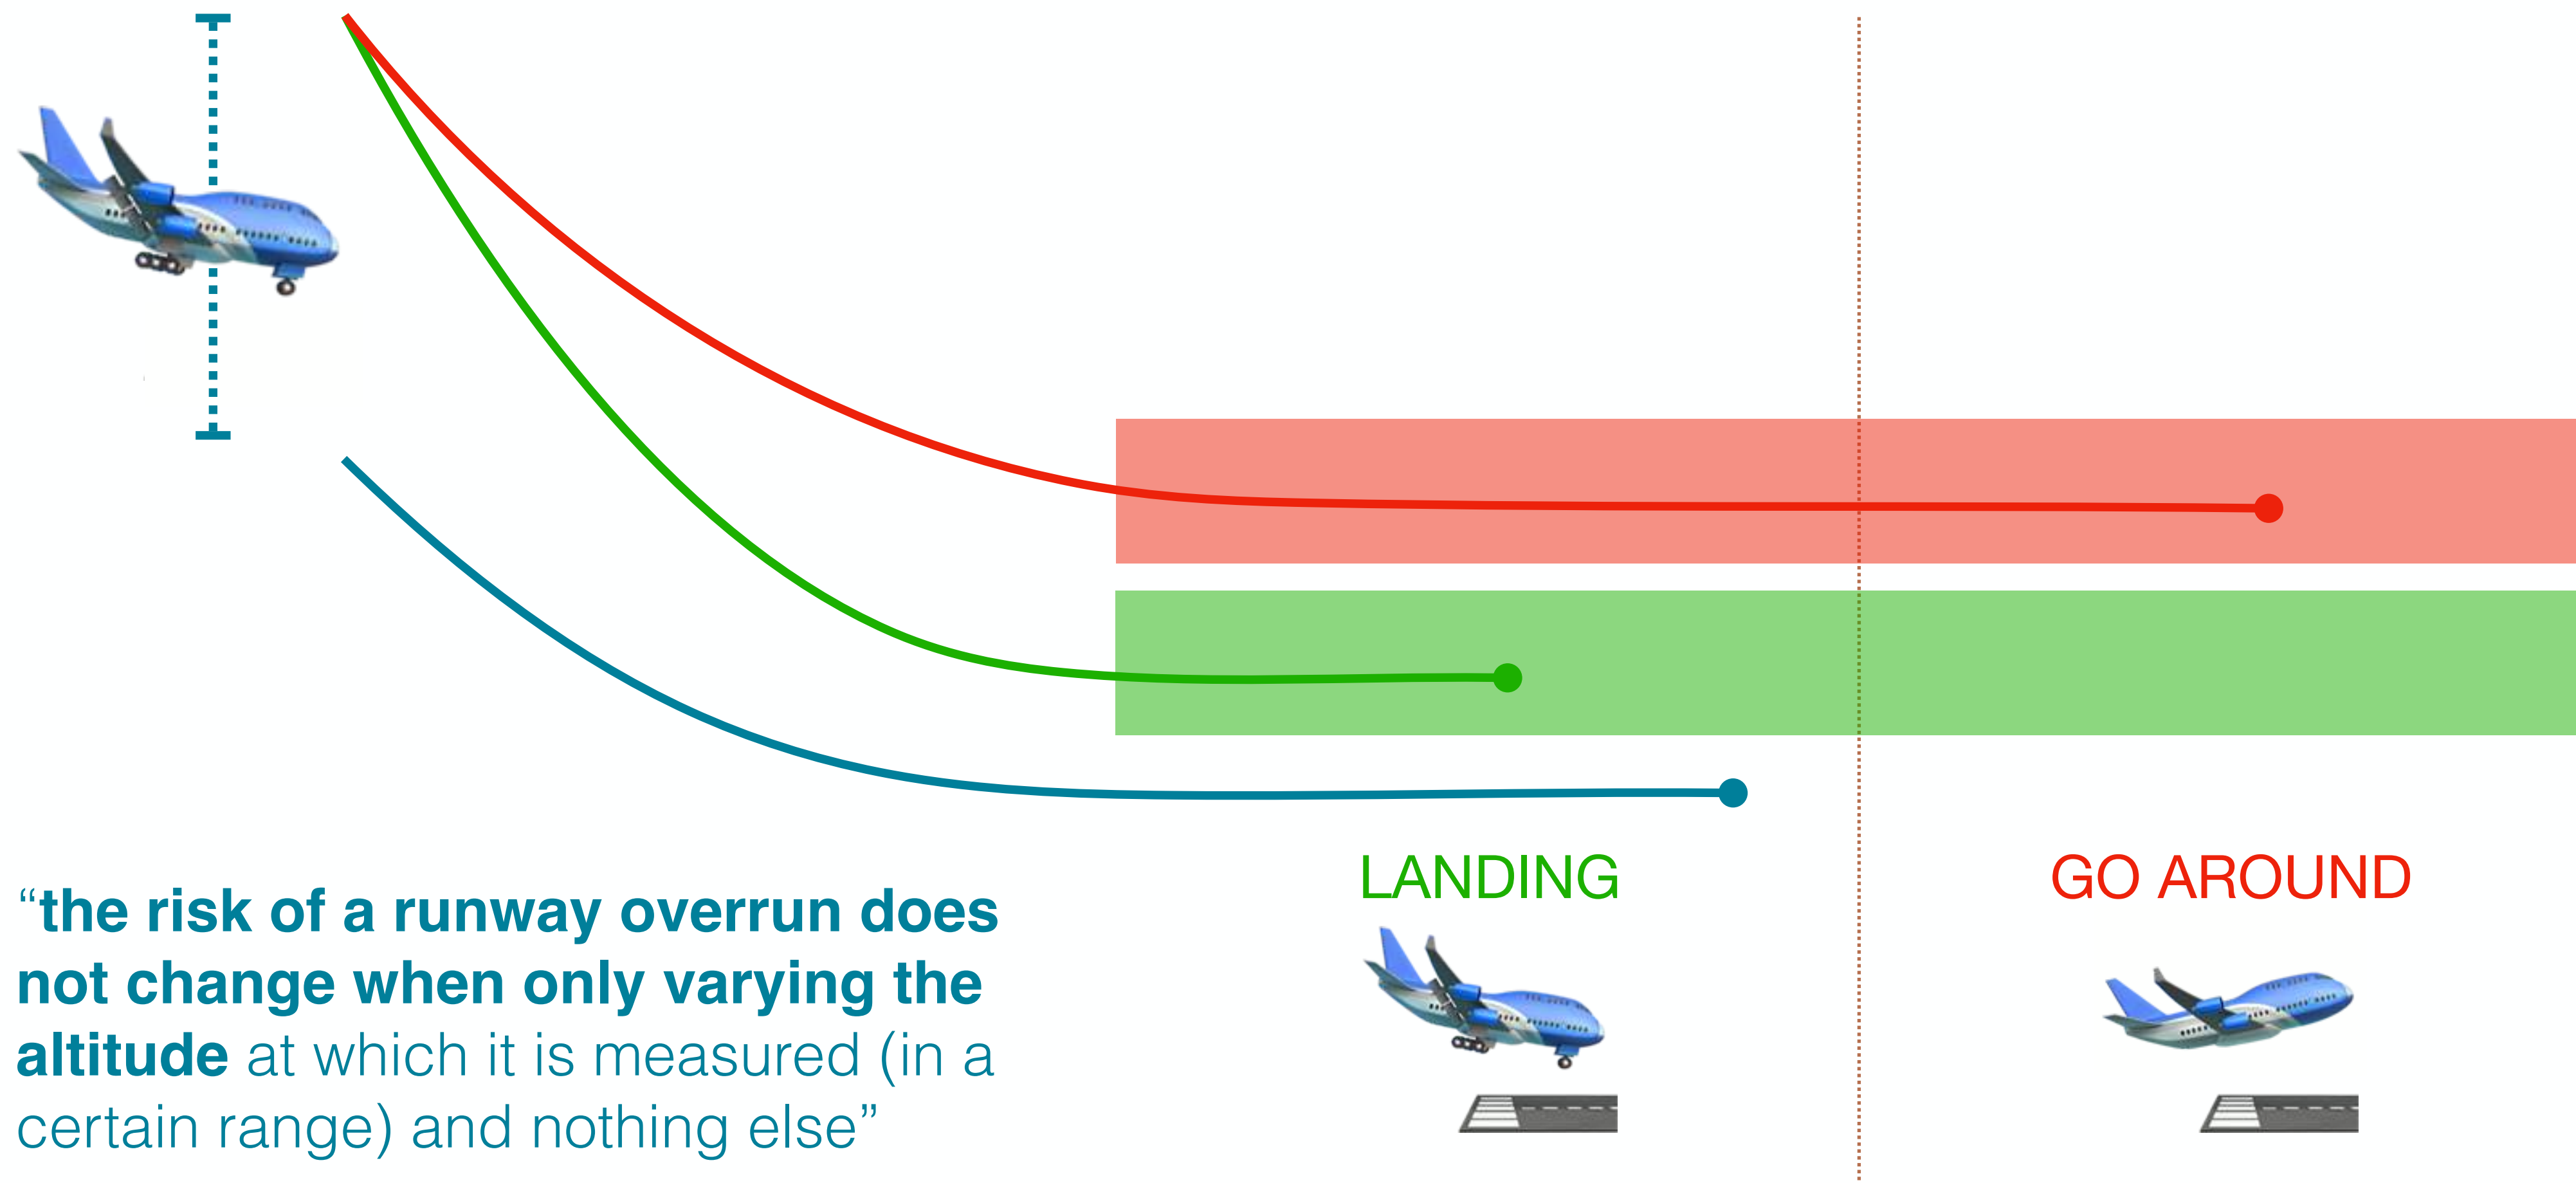 LANDING
GO AROUND
“the risk of a runway overrun does
not change when only varying the
altitude at which it is measured (in a
certain range) and nothing else”